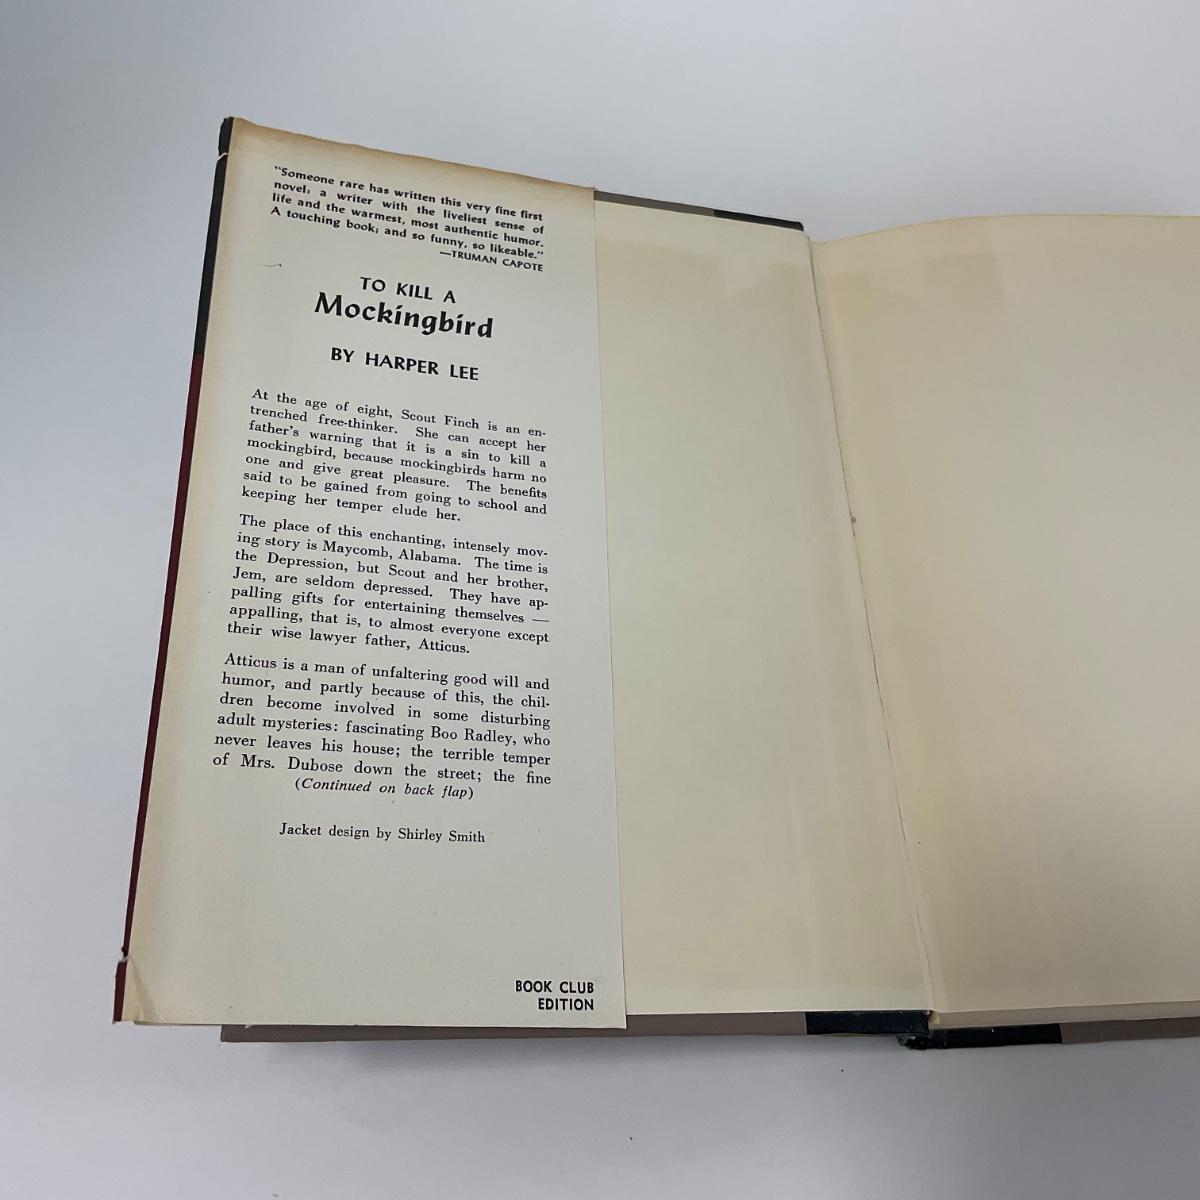 "Someone rare has written this very fine first
novel: a writer with the liveliest sense of
life and the warmest, most authentic humor.
A touching book; and so funny, so likeable."
—TRUMAN CAPOTE
TO KILL A
Mockingbird
BY HARPER LEE
At the age of eight, Scout Finch is an en-
trenched free-thinker. She can accept her
father's warning that it is a sin to kill a
mockingbird, because mockingbirds harm no
one and give great pleasure. The benefits
said to be gained from going to school and
keeping her temper elude her.
The place of this enchanting, intensely mov-
ing story is Maycomb, Alabama. The time is
the Depression, but Scout and her brother,
Jem, are seldom depressed. They have ap-
palling gifts for entertaining themselves —
appalling, that is, to almost everyone except
their wise lawyer father, Atticus.
Atticus is a man of unfaltering good will and
humor, and partly because of this, the chil-
dren become involved in some disturbing
adult mysteries: fascinating Boo Radley, who
never leaves his house; the terrible temper
of Mrs. Dubose down the street; the fine
(Continued on back flap)
Jacket design by Shirley Smith
BOOK CLUB
EDITION